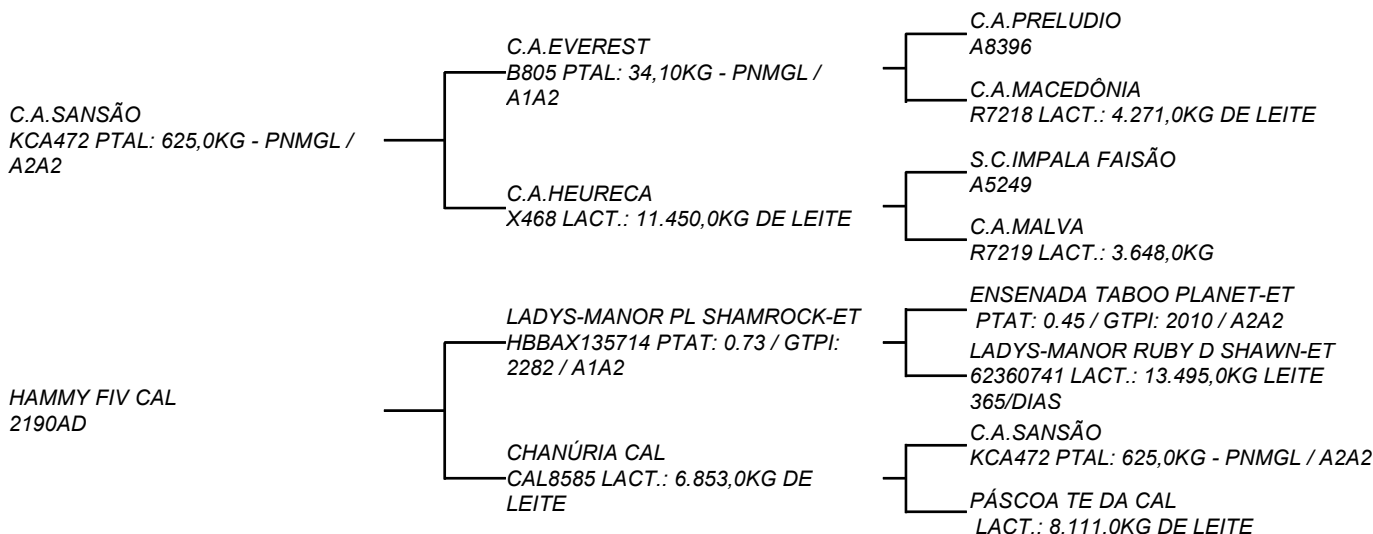 C.A.SANSÃO
KCA472 PTAL: 625,0KG - PNMGL /
A2A2
HAMMY FIV CAL
2190AD
C.A.EVEREST
B805 PTAL: 34,10KG - PNMGL /
A1A2
C.A.HEURECA
X468 LACT.: 11.450,0KG DE LEITE
LADYS-MANOR PL SHAMROCK-ET
HBBAX135714 PTAT: 0.73 / GTPI:
2282 / A1A2
CHANÚRIA CAL
CAL8585 LACT.: 6.853,0KG DE
LEITE
C.A.PRELUDIO
A8396
C.A.MACEDÔNIA
R7218 LACT.: 4.271,0KG DE LEITE
S.C.IMPALA FAISÃO
A5249
C.A.MALVA
R7219 LACT.: 3.648,0KG
ENSENADA TABOO PLANET-ET
PTAT: 0.45 / GTPI: 2010 / A2A2
LADYS-MANOR RUBY D SHAWN-ET
62360741 LACT.: 13.495,0KG LEITE
365/DIAS
C.A.SANSÃO
KCA472 PTAL: 625,0KG - PNMGL / A2A2
PÁSCOA TE DA CAL
LACT.: 8.111,0KG DE LEITE